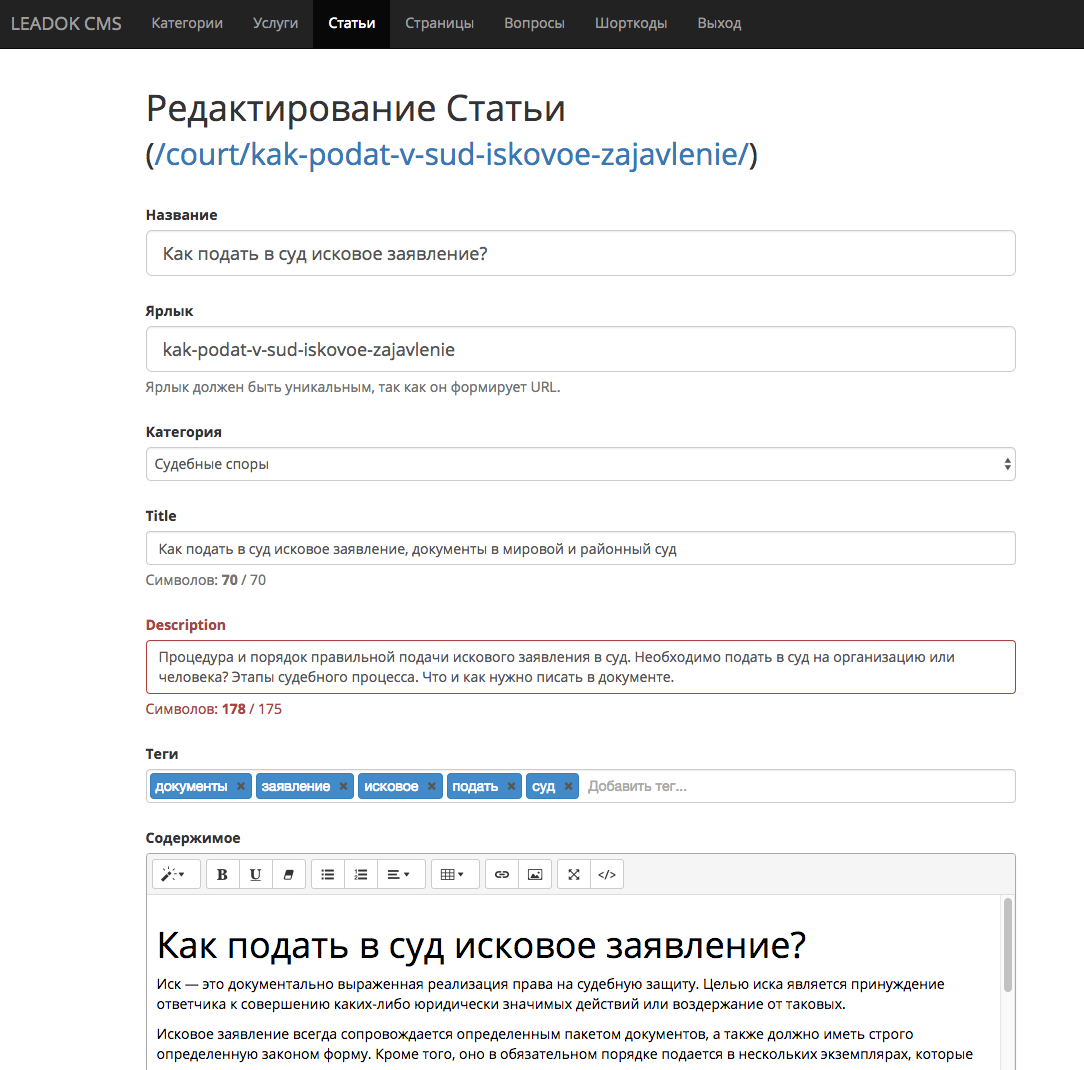 LEADOK CMS Категории Услуги Статьи Страницы Вопросы Шорткоды Выход
Редактирование Статьи
(/court/kak-podat-v-sud-iskovoe-zajavlenie/)
Название
Как подать в суд исковое заявление?
Ярлык
kak-podat-v-sud-iskovoe-zajavlenie
Ярлык должен быть уникальным, так как он формирует URL.
Категория
Судебные споры
Title
Как подать в суд исковое заявление, документы в мировой и районный суд
Символов: 70 / 70
Description
Процедура и порядок правильной подачи искового заявления в суд. Необходимо подать в суд на организацию или
человека? Этапы судебного процесса. Что и как нужно писать в документе.
Символов: 178 / 175
Теги
документы × заявление × исковое × подать × суд × Добавить тег...
Содержимое
B U </>
Как подать в суд исковое заявление?
Иск — это документально выраженная реализация права на судебную защиту. Целью иска является принуждение
ответчика к совершению каких-либо юридически значимых действий или воздержание от таковых.
Исковое заявление всегда сопровождается определенным пакетом документов, а также должно иметь строго
определенную законом форму. Кроме того, оно в обязательном порядке подается в нескольких экземплярах, которые